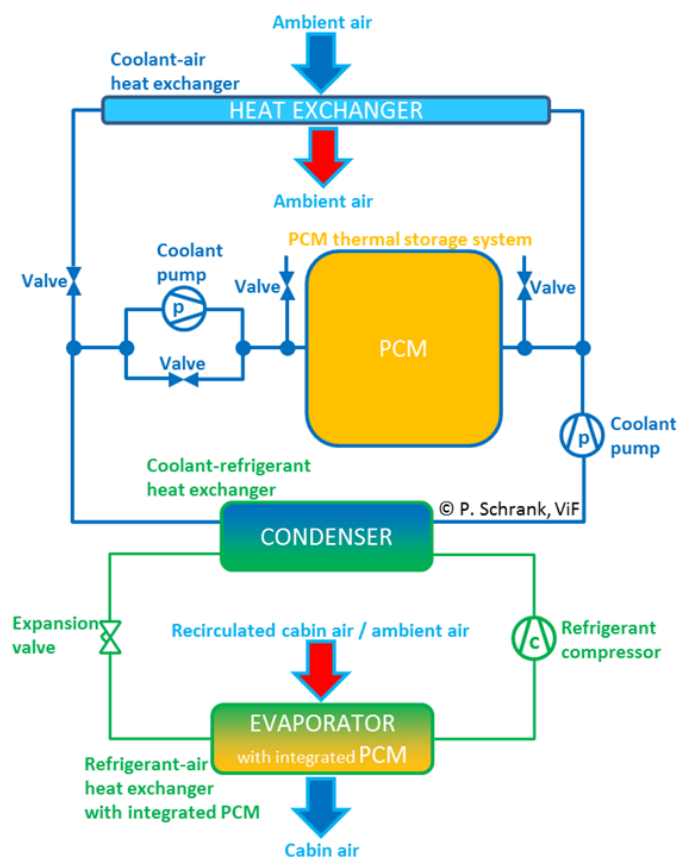 Ambient air
Coolant-air
heat exchanger
HEAT EXCHANGER
Ambient air
PCM thermal storage system
Coolant
pump
Valve
Valve
Valve
p
PCM
Valve
p
Coolant
pump
Coolant-refrigerant
heat exchanger
© P. Schrank, ViF
CONDENSER
Expansion
valve
Recirculated cabin air / ambient air
c
Refrigerant
compressor
EVAPORATOR
with integrated PCM
Refrigerant-air
heat exchanger
with integrated PCM
Cabin air